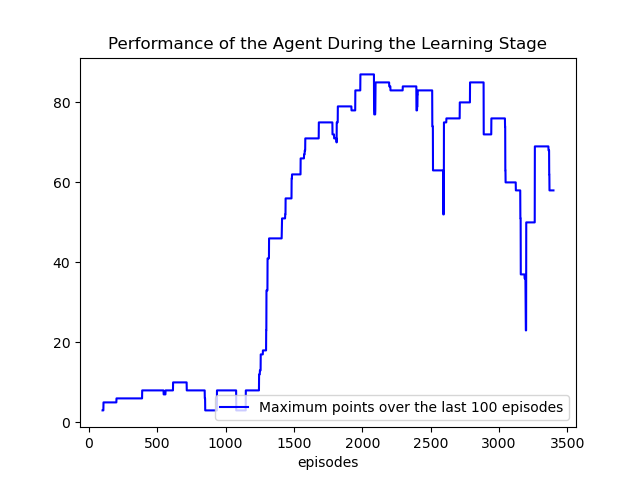 Performance of the Agent During the Learning Stage
80
60
40
20
0
Maximum points over the last 100 episodes
0 500 1000 1500 2000 2500 3000 3500
episodes